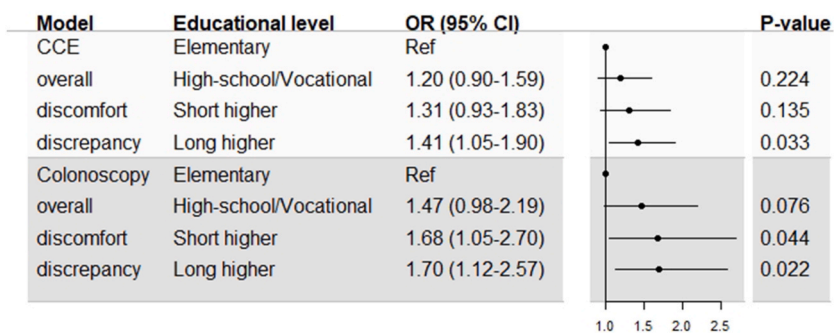 Model Educational level OR (95% CI) P-value
CCE Elementary Ref
overall High-school/Vocational 1.20 (0.90-1.59) 0.224
discomfort Short higher 1.31 (0.93-1.83) 0.135
discrepancy Long higher 1.41 (1.05-1.90) 0.033
Colonoscopy Elementary Ref
overall High-school/Vocational 1.47 (0.98-2.19) 0.076
discomfort Short higher 1.68 (1.05-2.70) 0.044
discrepancy Long higher 1.70 (1.12-2.57) 0.022
1.0 1.5 2.0 2.5